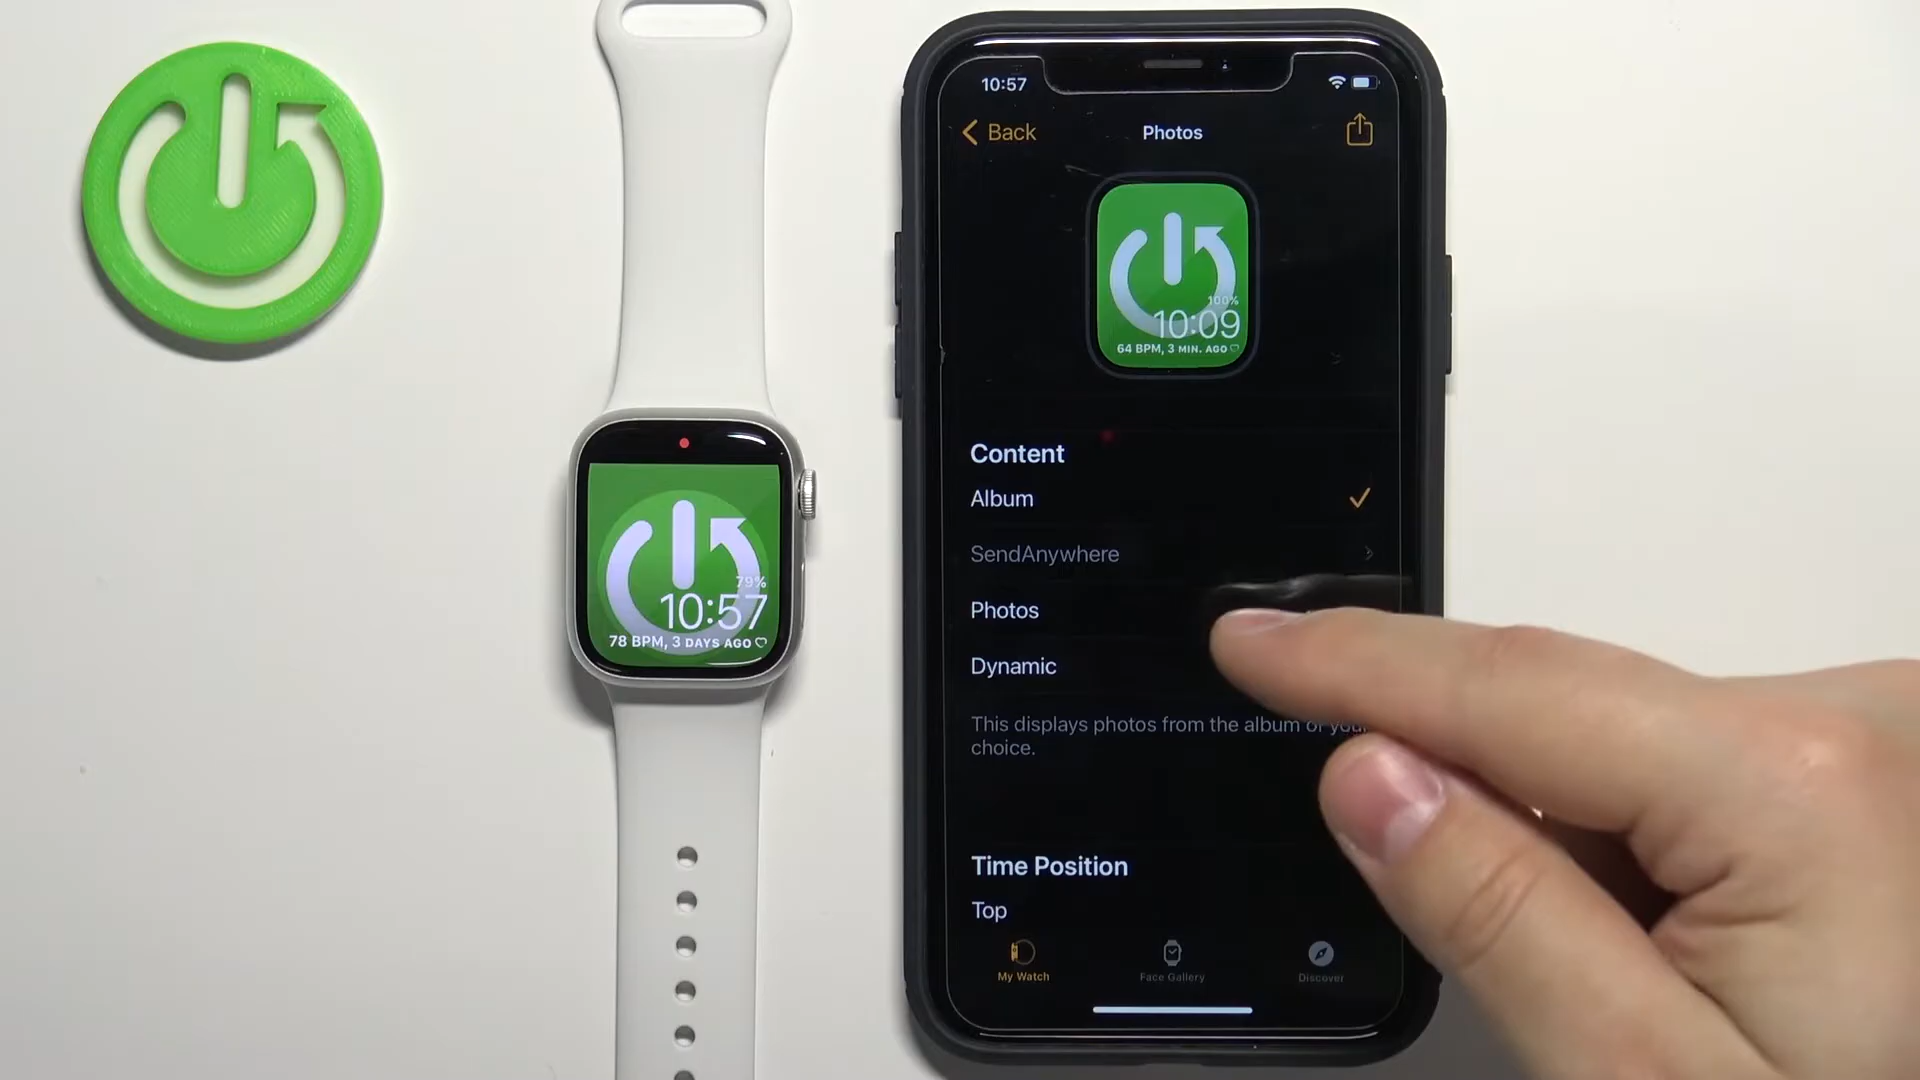 10:57
Back
Photos
100%
10:09
64 BPM, 3 MIN. AGO
Content
Album
SendAnywhere
Photos
Dynamic
This displays photos from the album of your
choice.
Time Position
Top
My Watch
Face Gallery
Discover
79%
10:57
78 BPM, 3 DAYS AGO